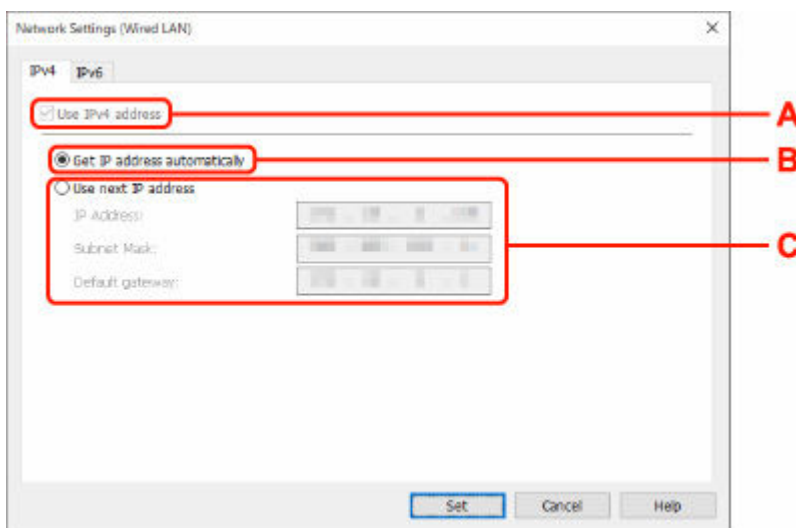 Network Settings (Wired LAN)
IPv4 IPv6
Use IPv4 address
A
Get IP address automatically
B
Use next IP address
IP Address:
Subnet Mask:
C
Default gateway:
Set Cancel Help